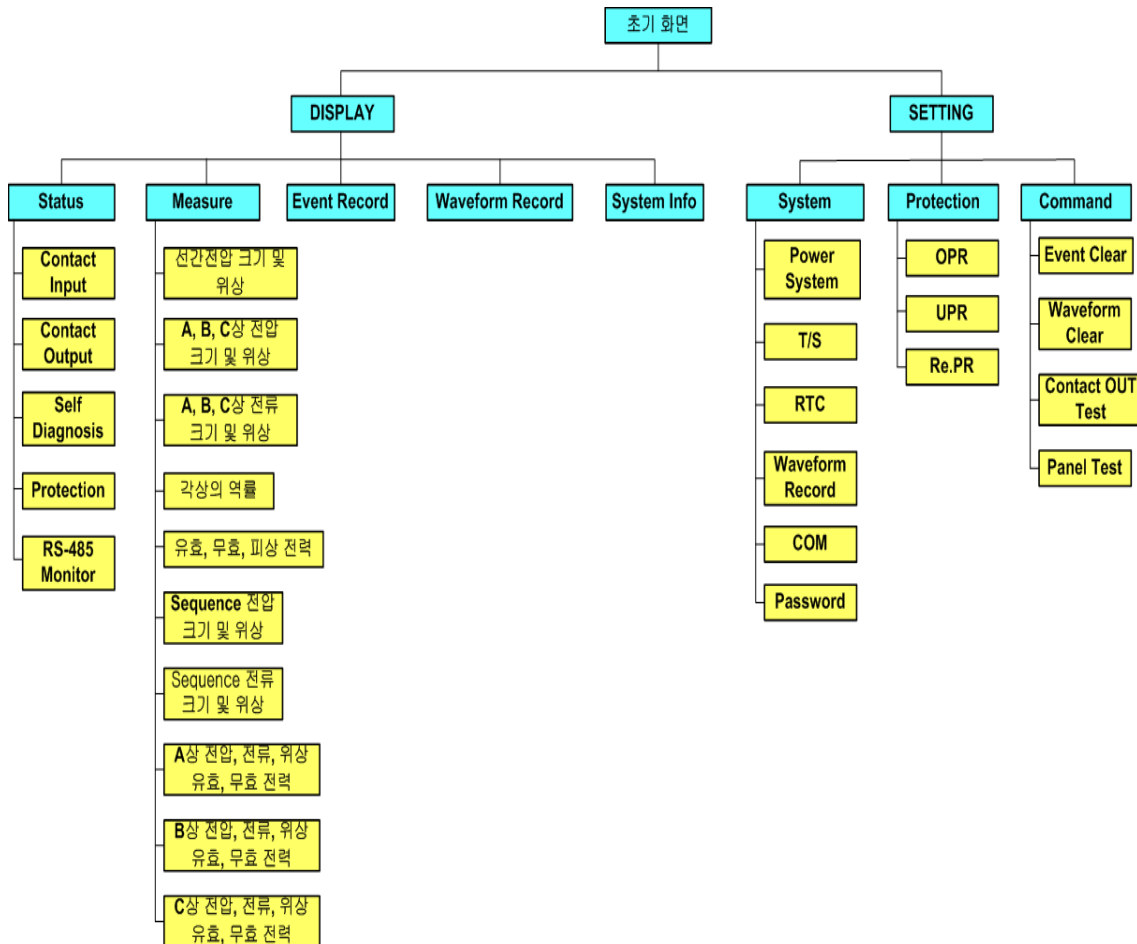 초기 화면
DISPLAY
SETTING
Status
Measure
Event Record
Waveform Record
System Info
System
Protection
Command
Contact
Input
Contact
Output
Self
Diagnosis
Protection
RS-485
Monitor
선간전압 크기 및
위상
A, B, C상 전압
크기 및 위상
A, B, C상 전류
크기 및 위상
각상의 역률
유효, 무효, 피상 전력
Sequence 전압
크기 및 위상
Sequence 전류
크기 및 위상
A상 전압, 전류, 위상
유효, 무효 전력
B상 전압, 전류, 위상
유효, 무효 전력
C상 전압, 전류, 위상
유효, 무효 전력
Power
System
T/S
RTC
Waveform
Record
COM
Password
OPR
UPR
Re.PR
Event Clear
Waveform
Clear
Contact OUT
Test
Panel Test